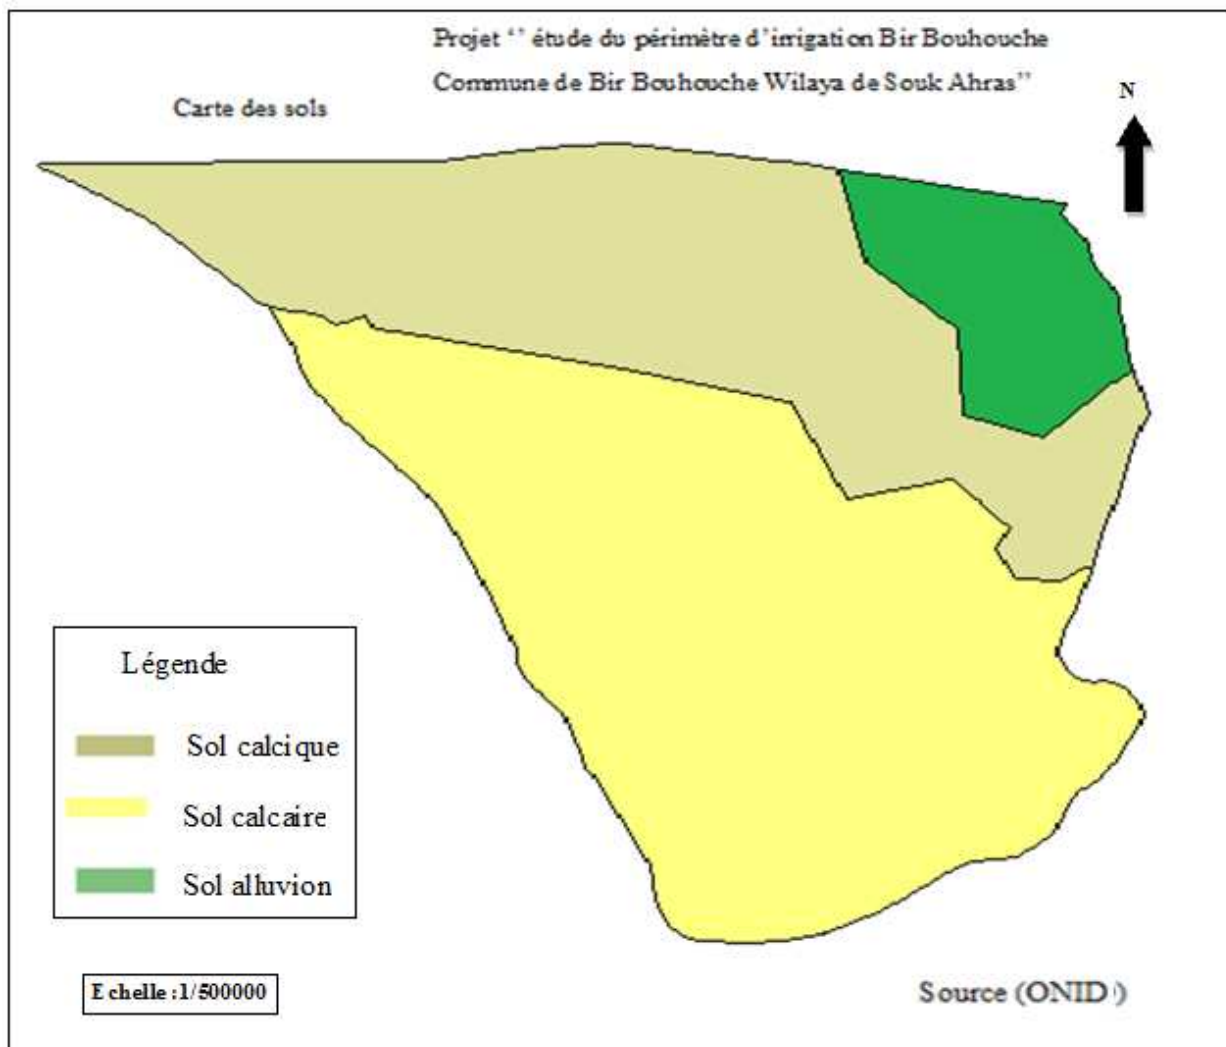 Projet ‘’ étude du périmètre d’irrigation Bir Bouhouche
Commune de Bir Bouhouche Wilaya de Souk Ahras’’
Carte des sols
N
Légende
Sol calcique
Sol calcaire
Sol alluvion
Echelle :1/500000
Source (ONID )